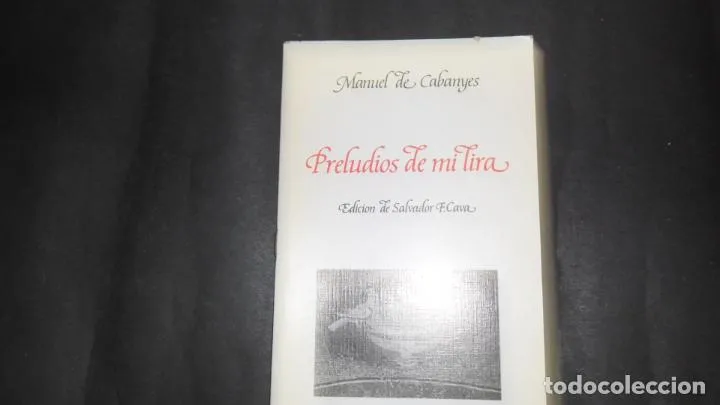 Manuel de Cabanyes
Preludios de mi lira
Edicion de Salvador F. Cava
todocoleccion